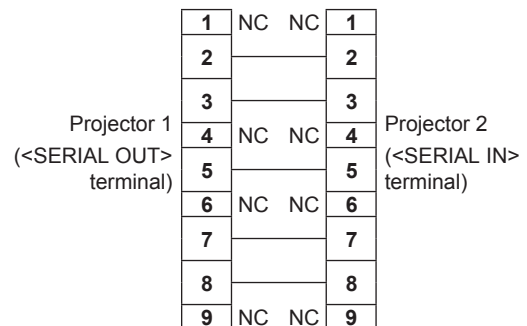 1 NC NC 1
2 2
3 3
Projector 1
(<SERIAL OUT>
terminal)
4 NC NC 4
Projector 2
(<SERIAL IN>
terminal)
5 5
6 NC NC 6
7 7
8 8
9 NC NC 9